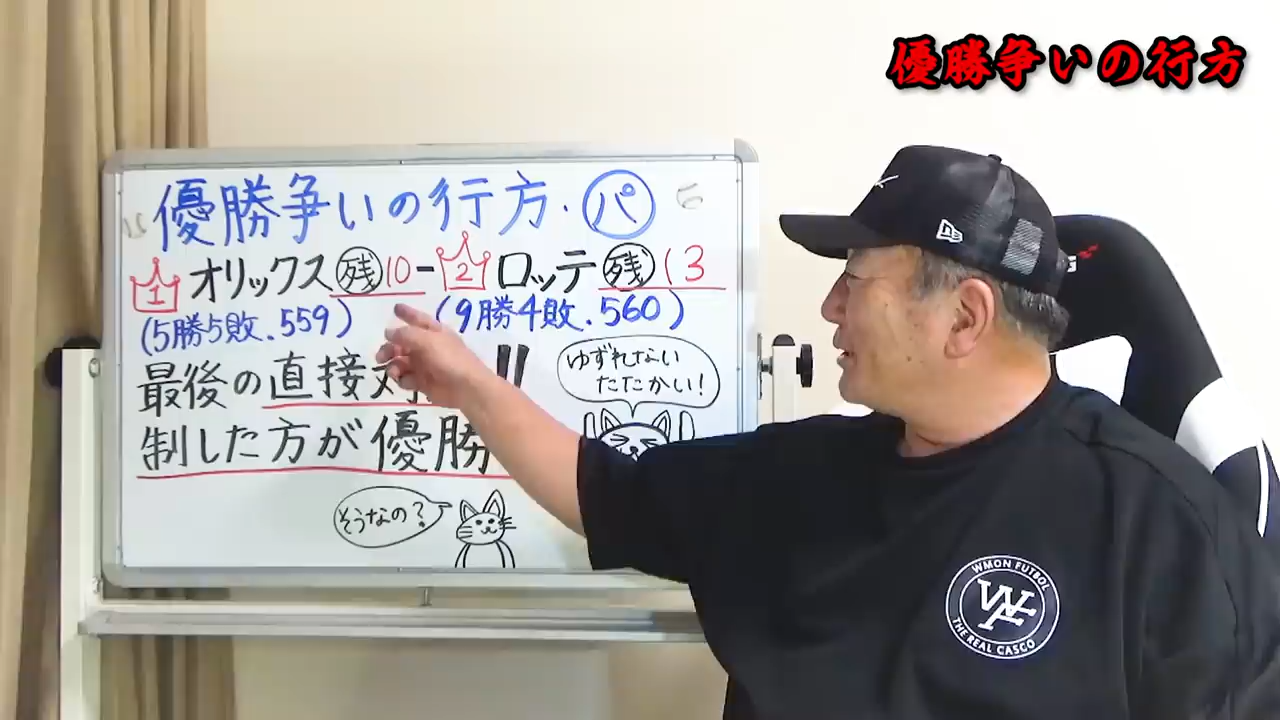 優勝争いの行方
優勝争いの行方.パ
1 オリックス 残10-2 ロッテ 残13
(5勝5敗.559) (9勝4敗.560)
最後の直接対 !!
制した方が優勝
ゆずれない
たたかい!
そうなの?
WMON FUTBOL
THE REAL CASCO